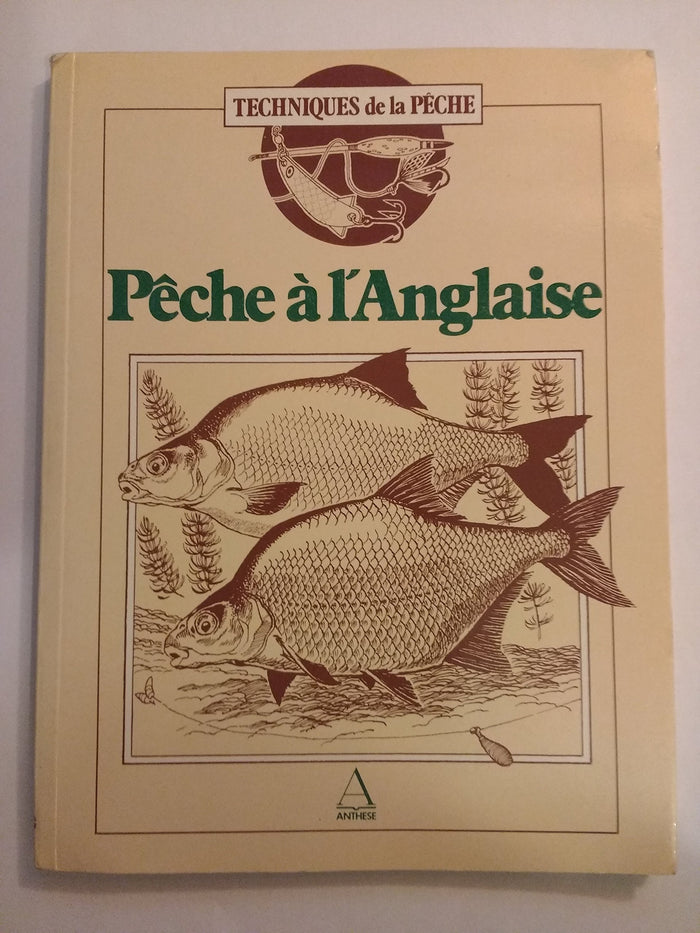 TECHNIQUES de la PÊCHE
Pêche à l'Anglaise
A
ANTHESE